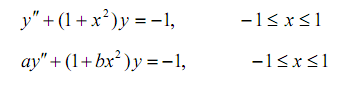 y″ + (1 + x²)y = −1, −1 ≤ x ≤ 1
ay″ + (1 + bx²)y = −1, −1 ≤ x ≤ 1